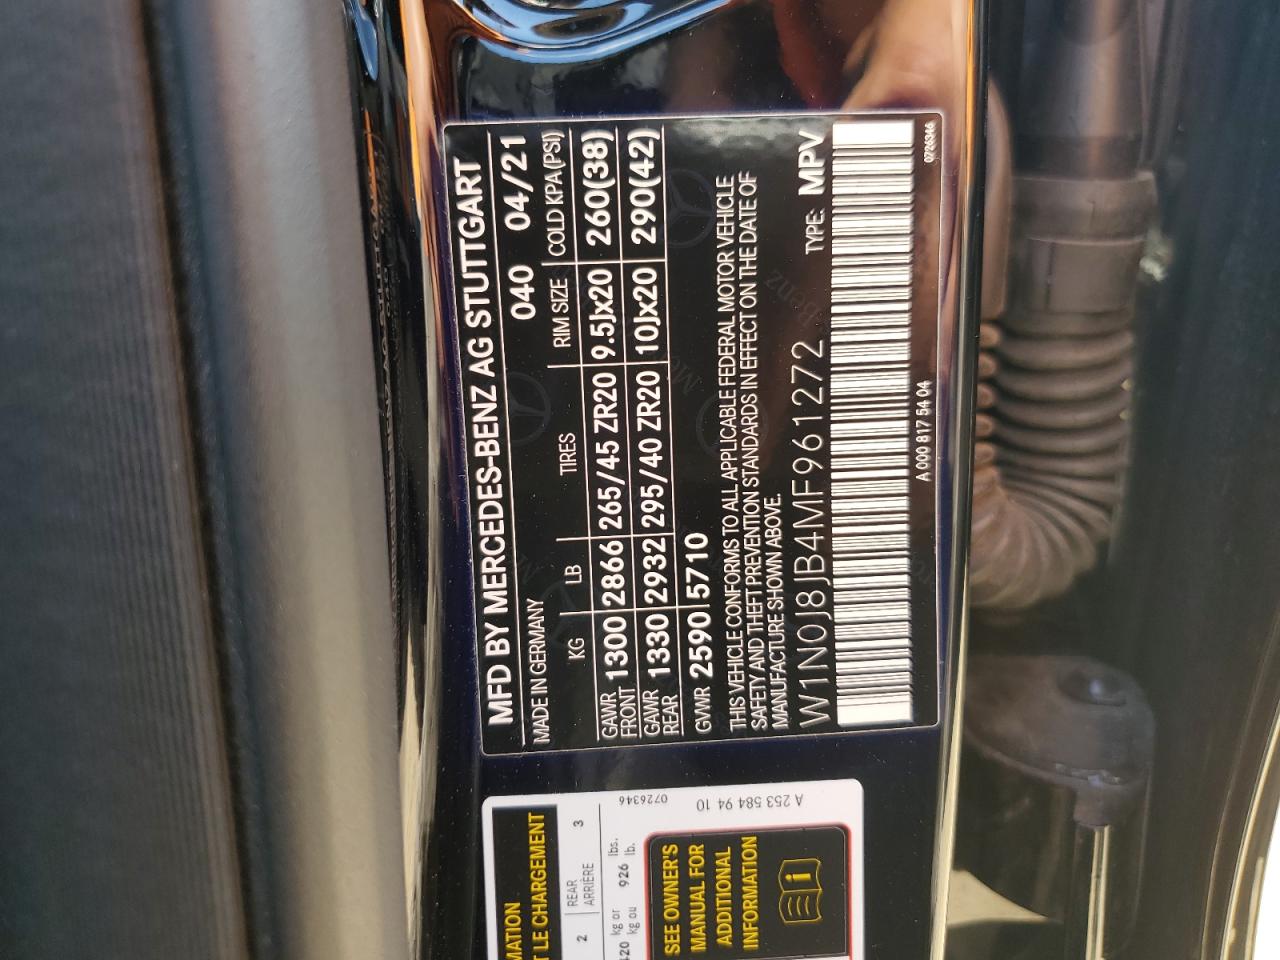 MFD BY MERCEDES-BENZ AG STUTTGART
MADE IN GERMANY 040 04/21
KG LB TIRES RIM SIZE COLD KPA(PSI)
GAWR FRONT 1300 2866 265/45 ZR20 9.5Jx20 260(38)
GAWR REAR 1330 2932 295/40 ZR20 10Jx20 290(42)
GVWR 2590 5710
THIS VEHICLE CONFORMS TO ALL APPLICABLE FEDERAL MOTOR VEHICLE
SAFETY AND THEFT PREVENTION STANDARDS IN EFFECT ON THE DATE OF
MANUFACTURE SHOWN ABOVE.
W1N0J8JB4MF961272 TYPE: MPV
A 000 817 54 04 0726346
MATION
T LE CHARGEMENT
2 REAR ARRIÈRE 3
420 kg or 926 lbs.
kg ou lb.
SEE OWNER'S
MANUAL FOR
ADDITIONAL
INFORMATION
A 253 584 94 10 0726346